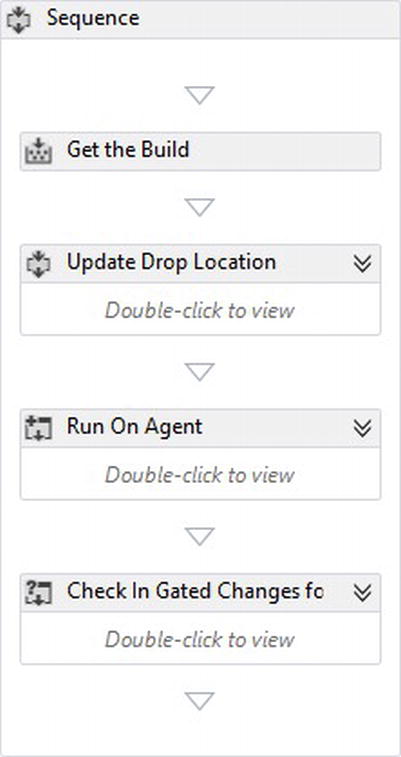 Sequence
Get the Build
Update Drop Location
Double-click to view
Run On Agent
Double-click to view
Check In Gated Changes fo
Double-click to view